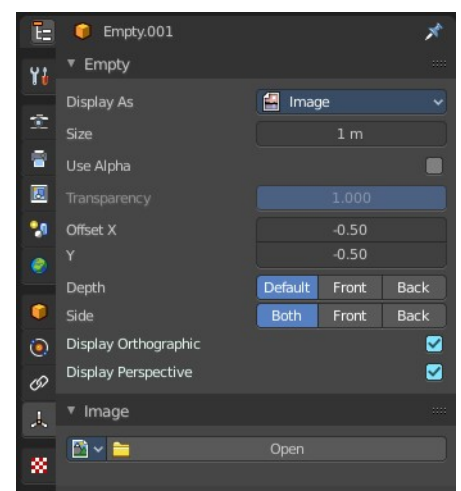 Empty.001
Empty
Display As Image
Size 1 m
Use Alpha
Transparency 1.000
Offset X -0.50
Y -0.50
Depth Default Front Back
Side Both Front Back
Display Orthographic
Display Perspective
Image
Open